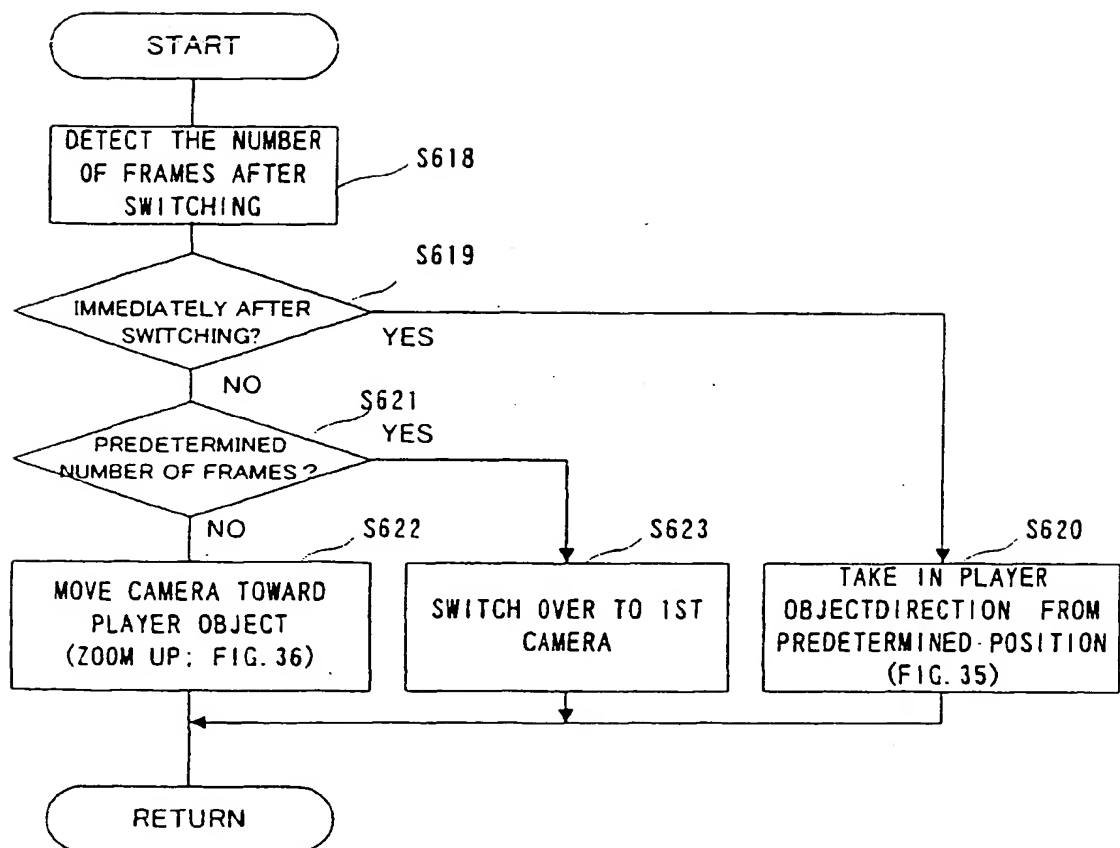 START
DETECT THE NUMBER
OF FRAMES AFTER
SWITCHING
S618
S619
IMMEDIATELY AFTER
SWITCHING?
YES
NO
S621
YES
PREDETERMINED
NUMBER OF FRAMES?
NO
S622
S623
S620
MOVE CAMERA TOWARD
PLAYER OBJECT
(ZOOM UP; FIG.36)
SWITCH OVER TO 1ST
CAMERA
TAKE IN PLAYER
OBJECTDIRECTION FROM
PREDETERMINED POSITION
(FIG.35)
RETURN